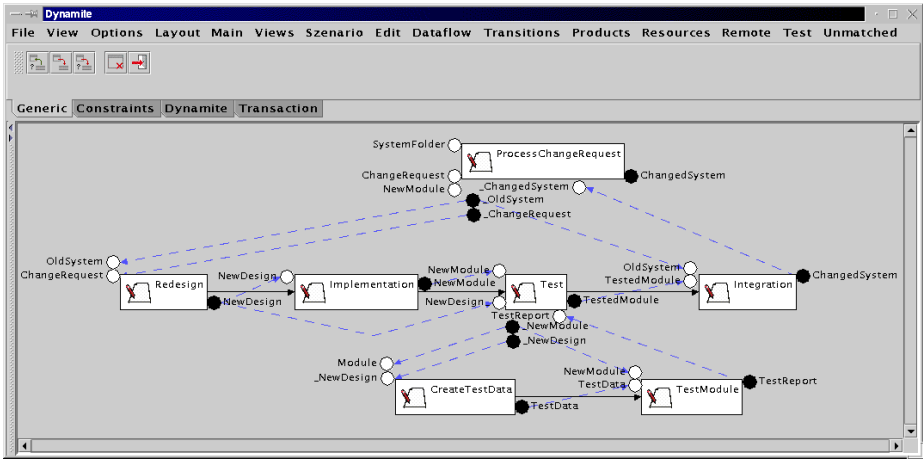 Dynamite
File View Options Layout Main Views Szenario Edit Dataflow Transitions Products Resources Remote Test Unmatched
Generic Constraints Dynamite Transaction
SystemFolder
ProcessChangeRequest
ChangeRequest
ChangedSystem
NewModule
_ChangedSystem
_OldSystem
_ChangeRequest
OldSystem
ChangeRequest
Redesign
NewDesign
NewDesign
Implementation
NewModule
NewModule
NewDesign
Test
TestedModule
OldSystem
TestedModule
Integration
ChangedSystem
TestReport
_NewModule
_NewDesign
Module
_NewDesign
CreateTestData
TestData
NewModule
TestData
TestModule
TestReport